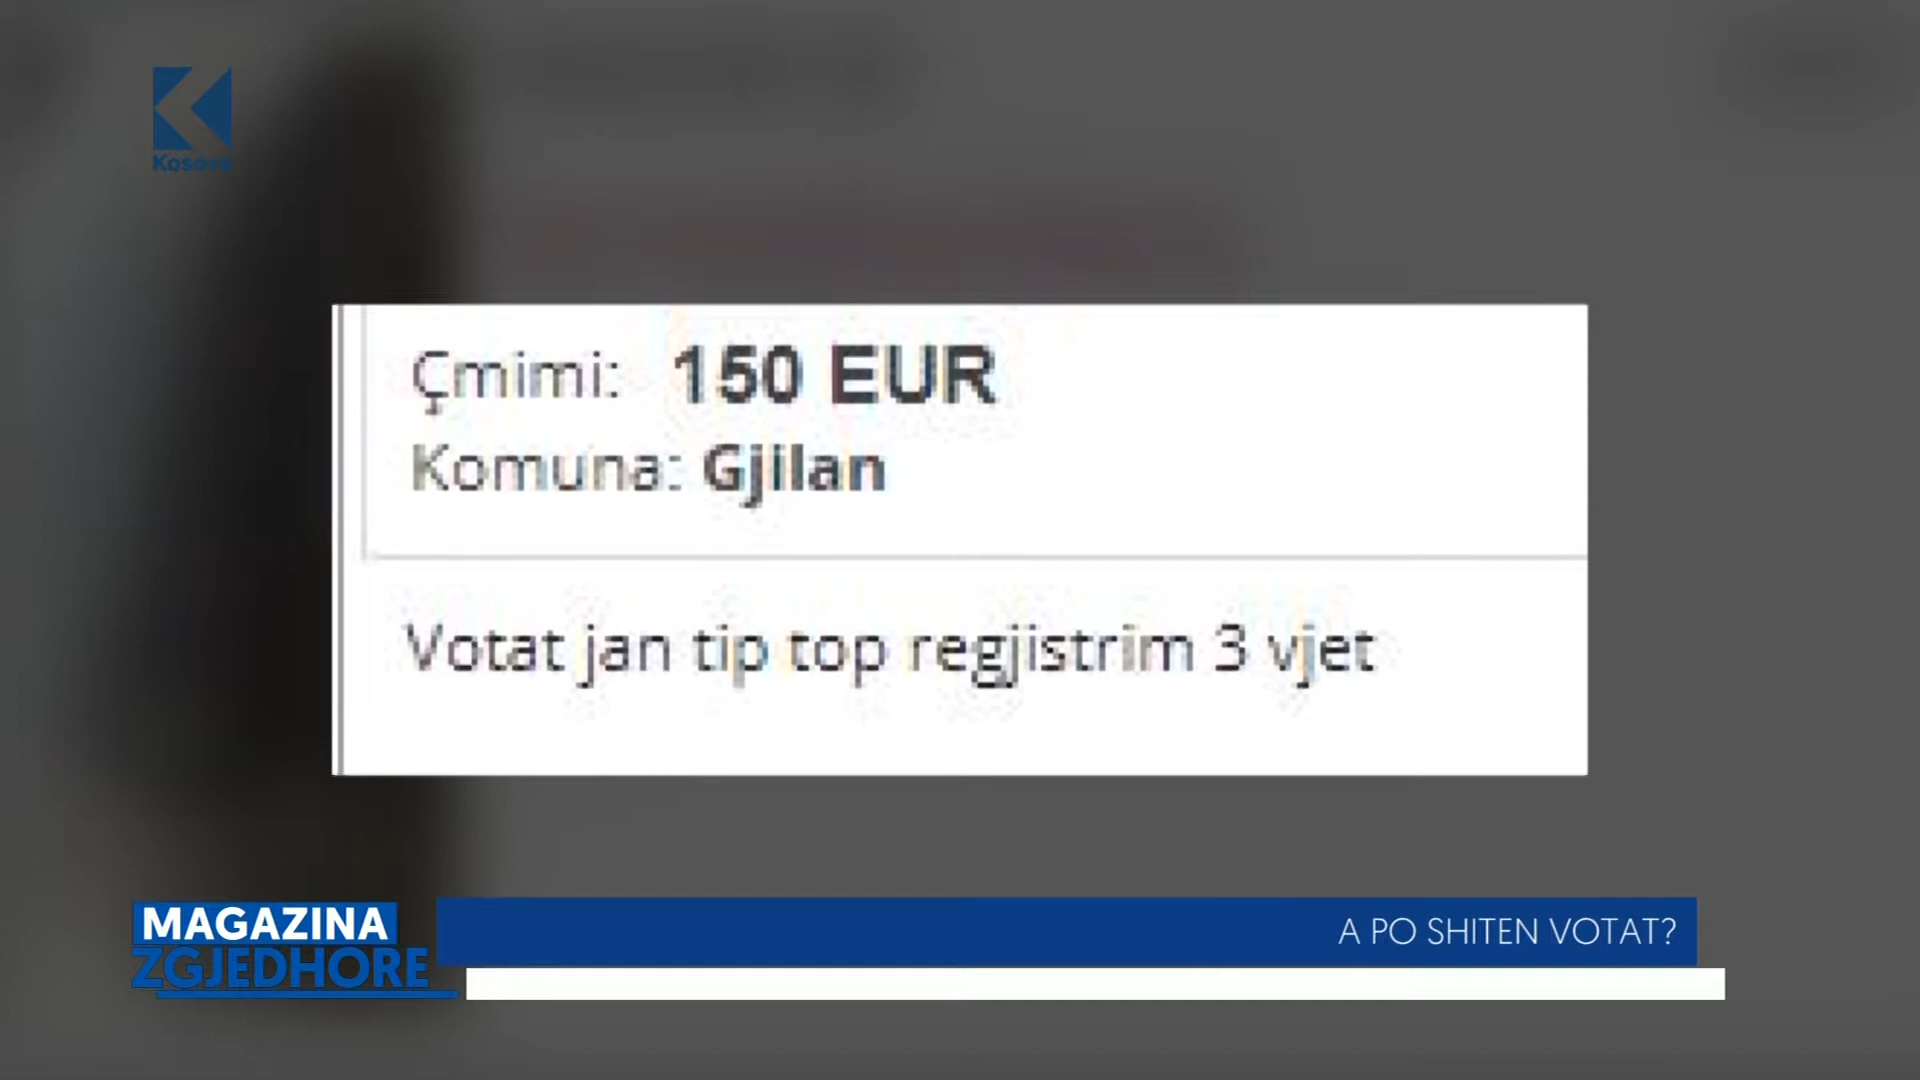 Kosova
Çmimi: 150 EUR
Komuna: Gjilan
Votat jan tip top regjistrim 3 vjet
MAGAZINA
ZGJEDHORE
A PO SHITEN VOTAT?